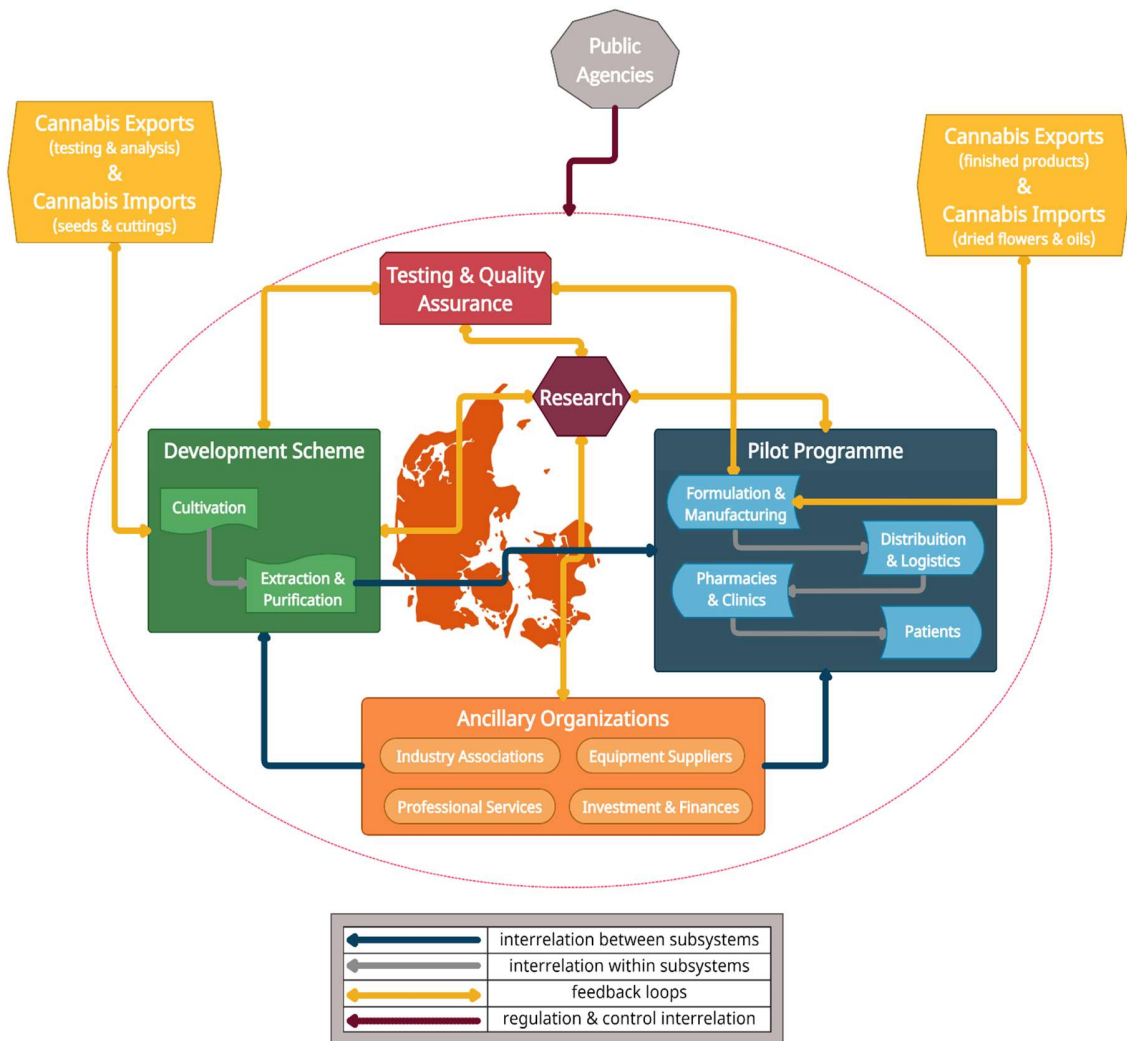 Public
Agencies
Cannabis Exports
(testing & analysis)
&
Cannabis Imports
(seeds & cuttings)
Cannabis Exports
(finished products)
&
Cannabis Imports
(dried flowers & oils)
Testing & Quality
Assurance
Research
Development Scheme
Cultivation
Extraction &
Purification
Pilot Programme
Formulation &
Manufacturing
Distribuition
& Logistics
Pharmacies
& Clinics
Patients
Ancillary Organizations
Industry Associations
Equipment Suppliers
Professional Services
Investment & Finances
interrelation between subsystems
interrelation within subsystems
feedback loops
regulation & control interrelation